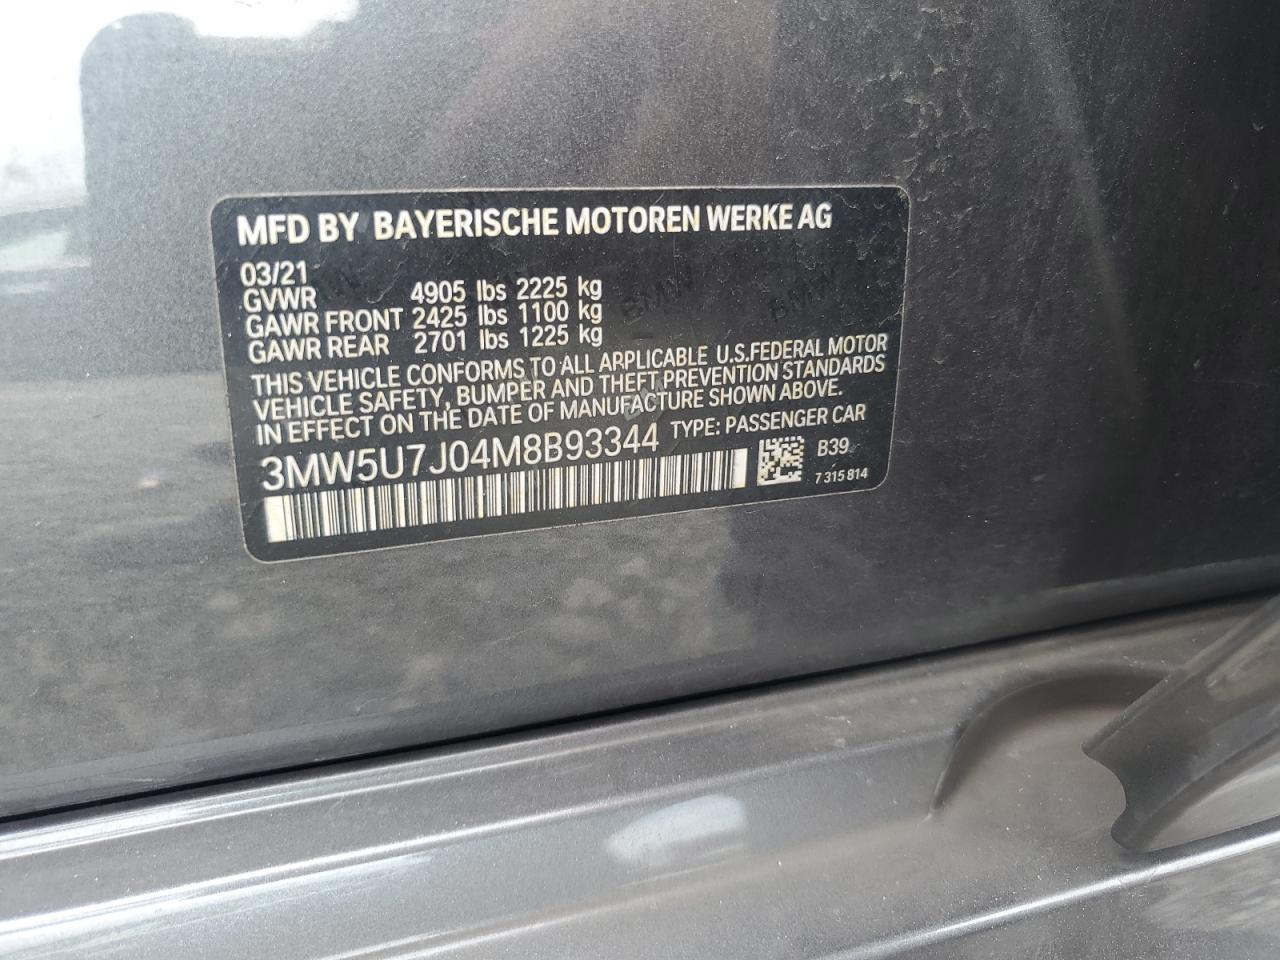 MFD BY BAYERISCHE MOTOREN WERKE AG
03/21
GVWR 4905 lbs 2225 kg
GAWR FRONT 2425 lbs 1100 kg
GAWR REAR 2701 lbs 1225 kg
THIS VEHICLE CONFORMS TO ALL APPLICABLE U.S.FEDERAL MOTOR
VEHICLE SAFETY, BUMPER AND THEFT PREVENTION STANDARDS
IN EFFECT ON THE DATE OF MANUFACTURE SHOWN ABOVE.
3MW5U7J04M8B93344 TYPE: PASSENGER CAR
B39
7 315 814
BMW
BMW